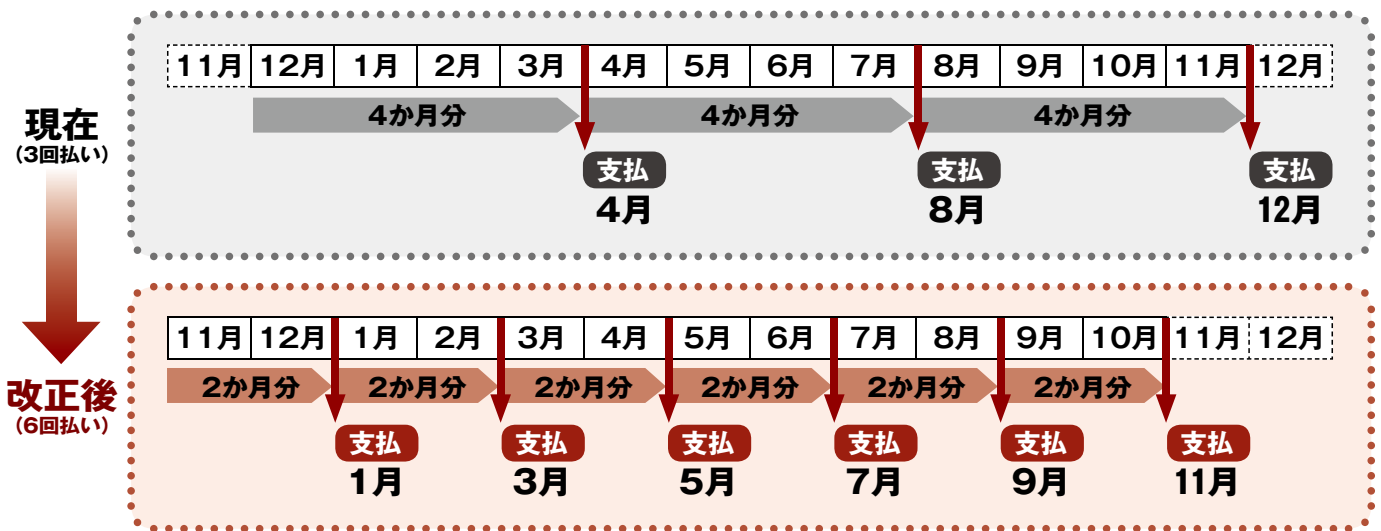 11月 12月 1月 2月 3月 4月 5月 6月 7月 8月 9月 10月 11月 12月
4か月分 4か月分 4か月分
現在
(3回払い)
支払 支払 支払
4月 8月 12月
11月 12月 1月 2月 3月 4月 5月 6月 7月 8月 9月 10月 11月 12月
2か月分 2か月分 2か月分 2か月分 2か月分 2か月分
改正後
(6回払い)
支払 支払 支払 支払 支払 支払
1月 3月 5月 7月 9月 11月